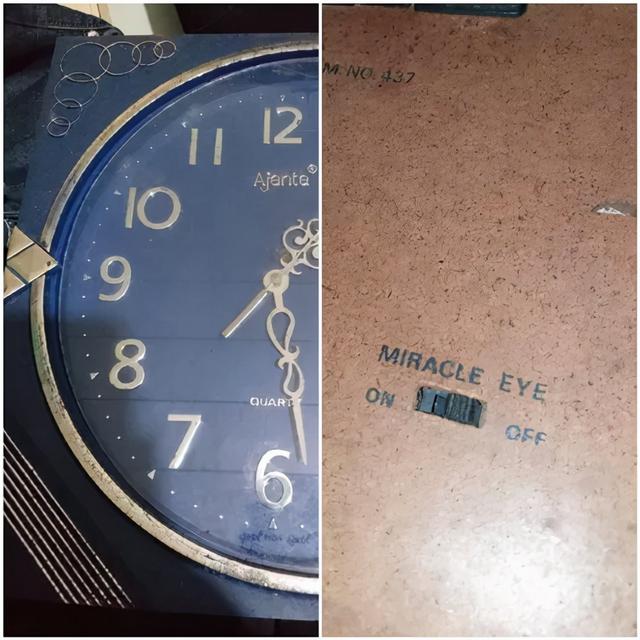 12
11
Ajanta®
10
9
8
QUART
7
6
M.NO.437
MIRACLE EYE
ON
OFF